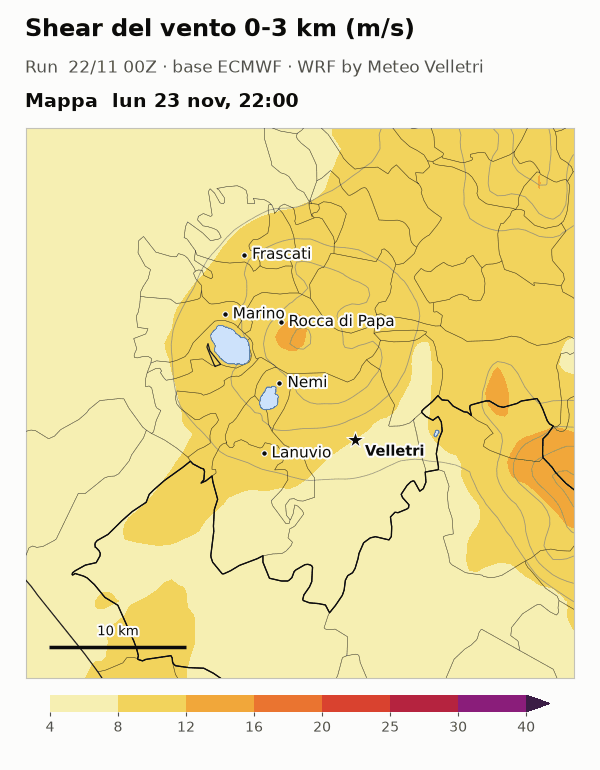 Shear del vento 0-3 km (m/s)
Run  22/11 00Z · base ECMWF · WRF by Meteo Velletri
Mappa  lun 23 nov, 22:00
Frascati
Marino
Rocca di Papa
Nemi
Velletri
Lanuvio
10 km
4 8 12 16 20 25 30 40